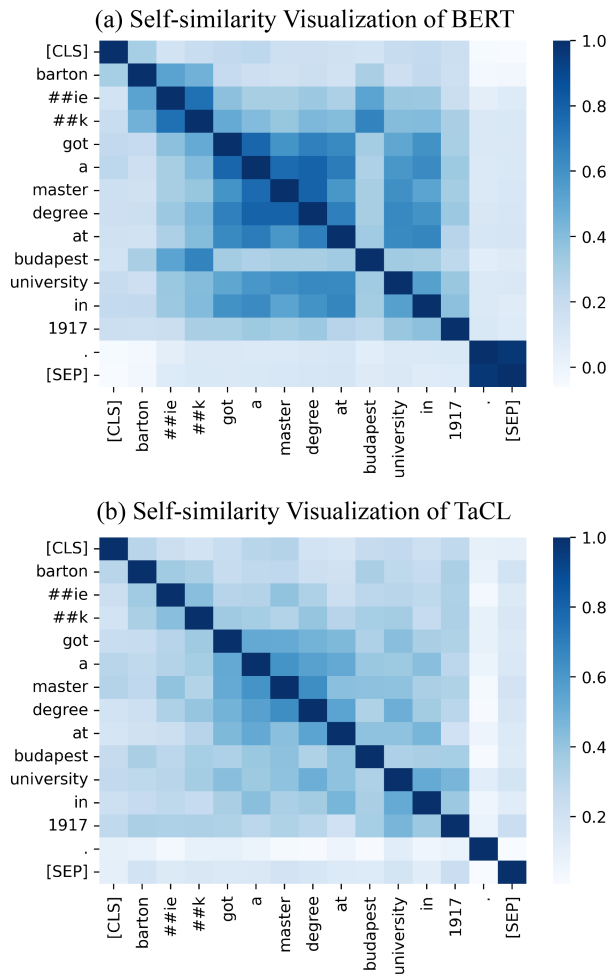 (a) Self-similarity Visualization of BERT
[CLS]
barton
##ie
##k
got
a
master
degree
at
budapest
university
in
1917
.
[SEP]
[CLS] barton ##ie ##k got a master degree at budapest university in 1917 . [SEP]
1.0
0.8
0.6
0.4
0.2
0.0
(b) Self-similarity Visualization of TaCL
[CLS]
barton
##ie
##k
got
a
master
degree
at
budapest
university
in
1917
.
[SEP]
[CLS] barton ##ie ##k got a master degree at budapest university in 1917 . [SEP]
1.0
0.8
0.6
0.4
0.2